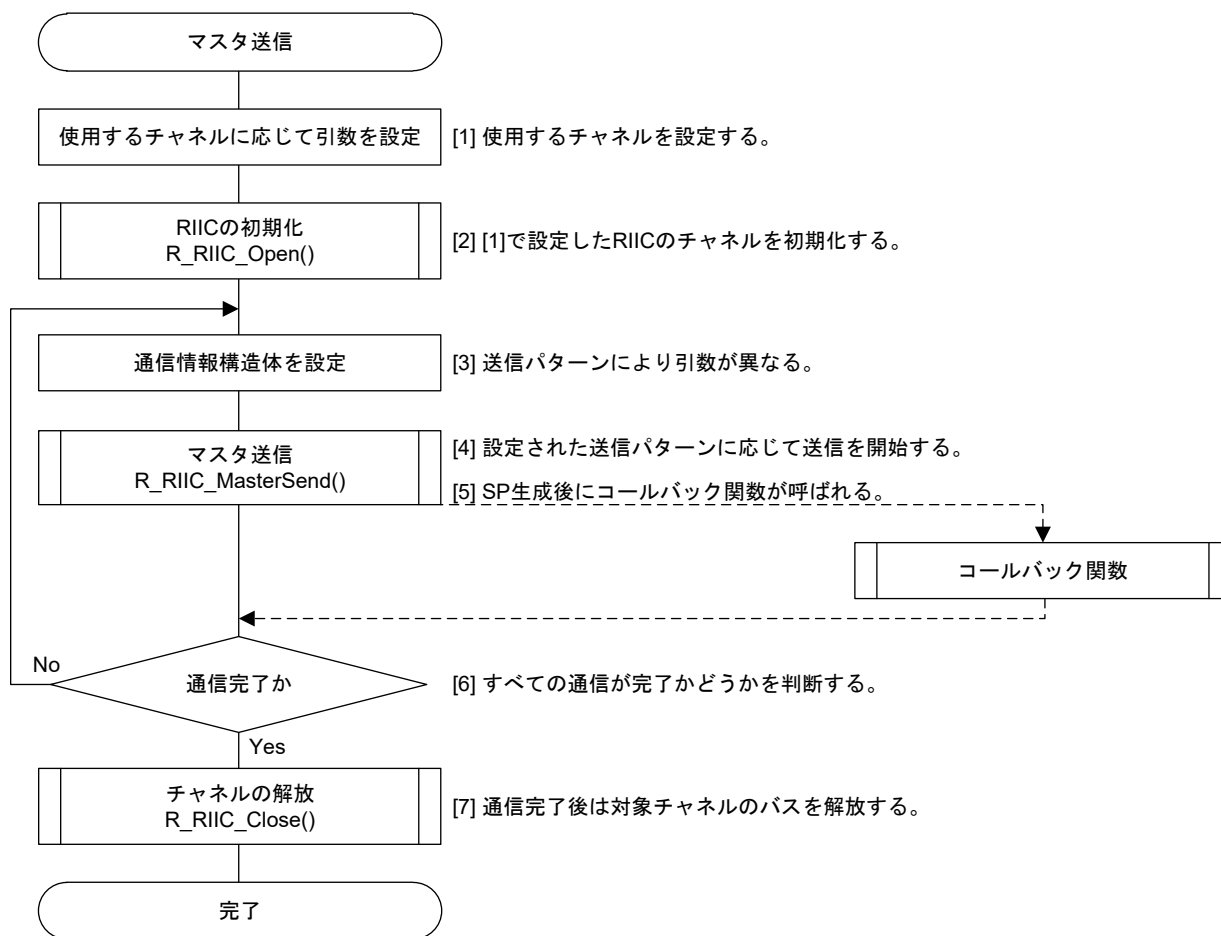 マスタ送信
使用するチャネルに応じて引数を設定
[1] 使用するチャネルを設定する。
RIICの初期化
R_RIIC_Open()
[2] [1]で設定したRIICのチャネルを初期化する。
通信情報構造体を設定
[3] 送信パターンにより引数が異なる。
マスタ送信
R_RIIC_MasterSend()
[4] 設定された送信パターンに応じて送信を開始する。
[5] SP生成後にコールバック関数が呼ばれる。
コールバック関数
No
通信完了か
[6] すべての通信が完了かどうかを判断する。
Yes
チャネルの解放
R_RIIC_Close()
[7] 通信完了後は対象チャネルのバスを解放する。
完了